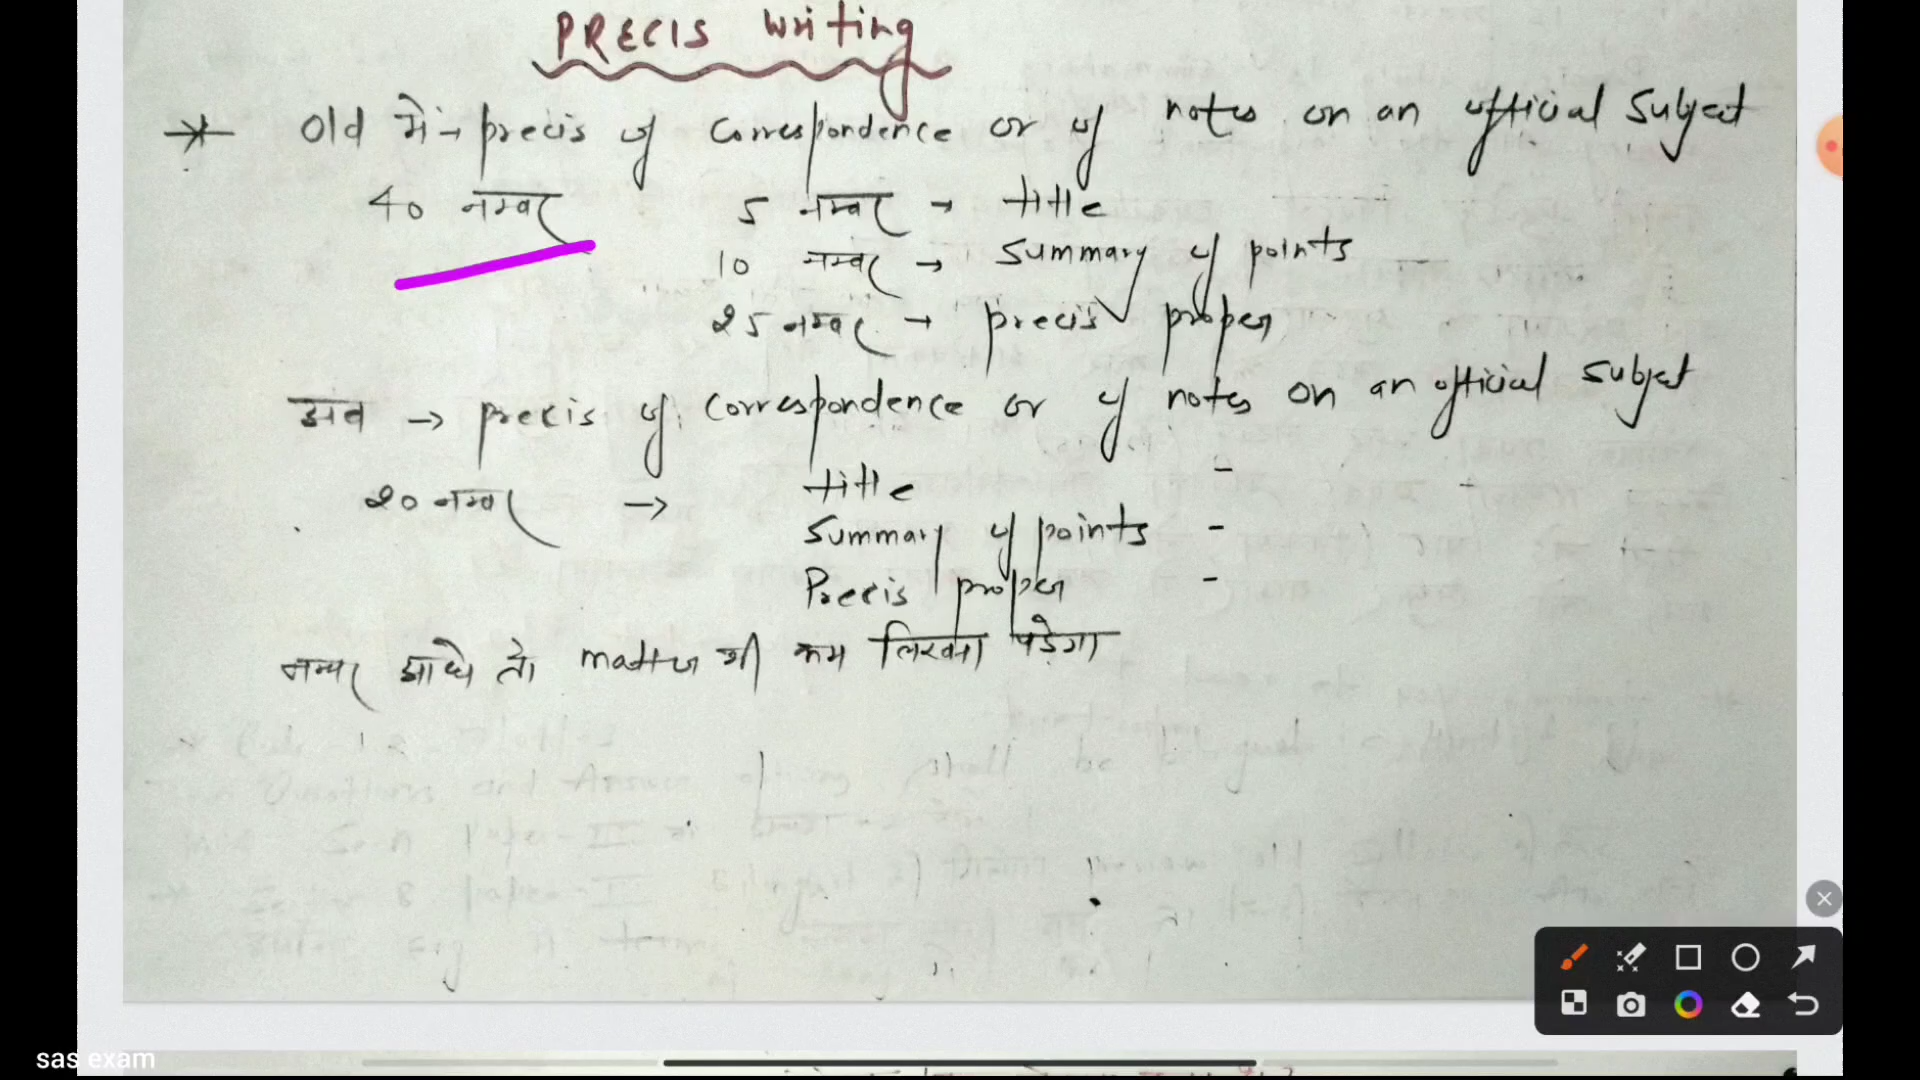 PRECIS Writing
Old में → precis of correspondence or of notes on an official Subject
40 नम्बर 5 नम्बर → title
10 नम्बर → Summary of points
25 नम्बर → precis proper
अब → precis of correspondence or of notes on an official subject
20 नम्बर → title -
Summary of points -
Precis proper -
नम्बर आधे तो matter भी कम लिखना पड़ेगा
sas exam